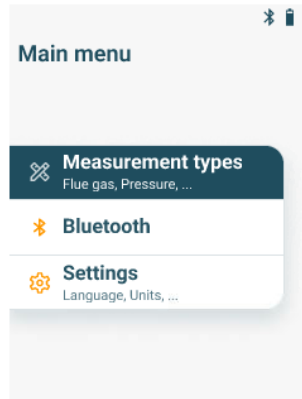 Main menu
Measurement types
Flue gas, Pressure, ...
Bluetooth
Settings
Language, Units, ...